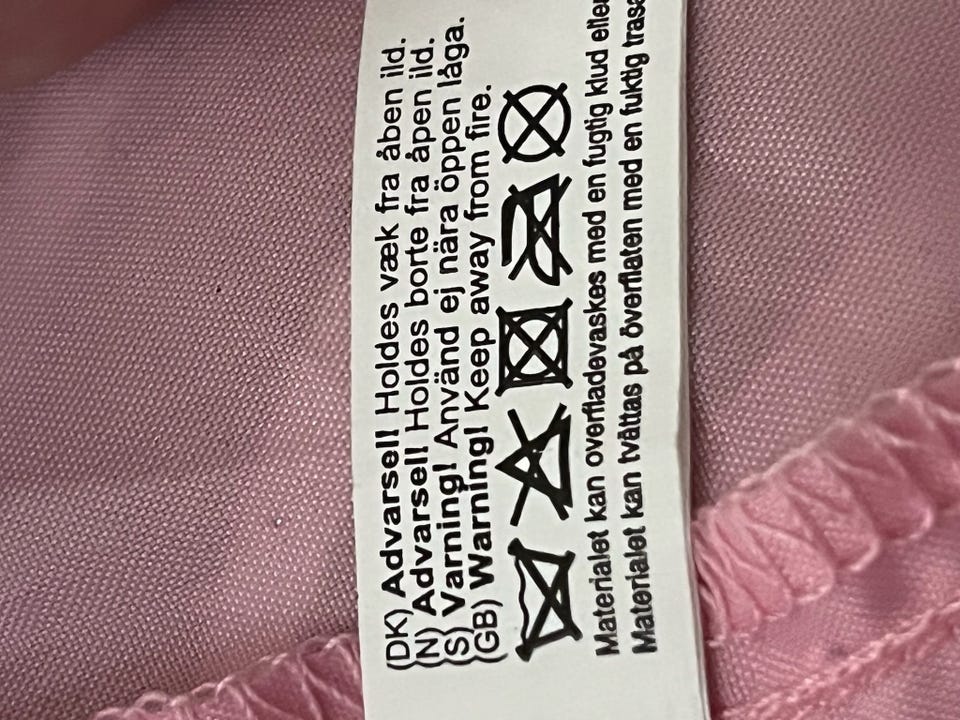 (DK) Advarsel! Holdes væk fra åben ild.
(N) Advarsel! Holdes borte fra åpen ild.
(S) Varning! Använd ej nära öppen låga.
(GB) Warning! Keep away from fire.
A
Materialet kan overfladevaskes med en fugtig klud eller
Materialet kan tvättas på överflaten med en fuktig trasa